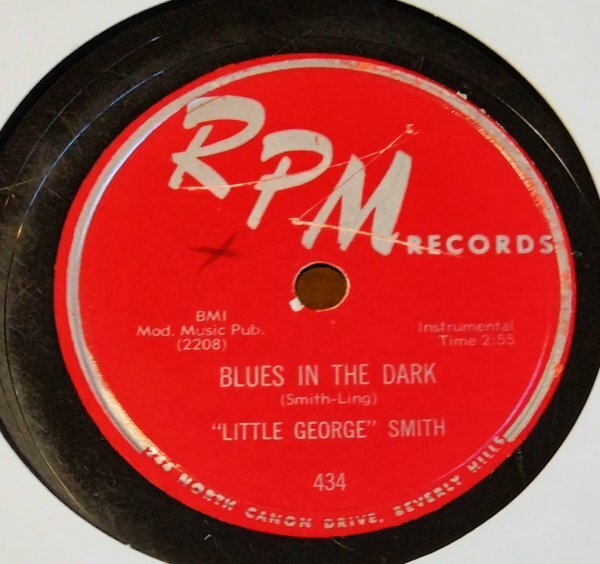 RPM
RECORDS
BMI
Mod. Music Pub.
(2208)
Instrumental
Time 2:55
BLUES IN THE DARK
(Smith-Ling)
"LITTLE GEORGE" SMITH
434
NORTH CANON DRIVE, BEVERLY HILLS